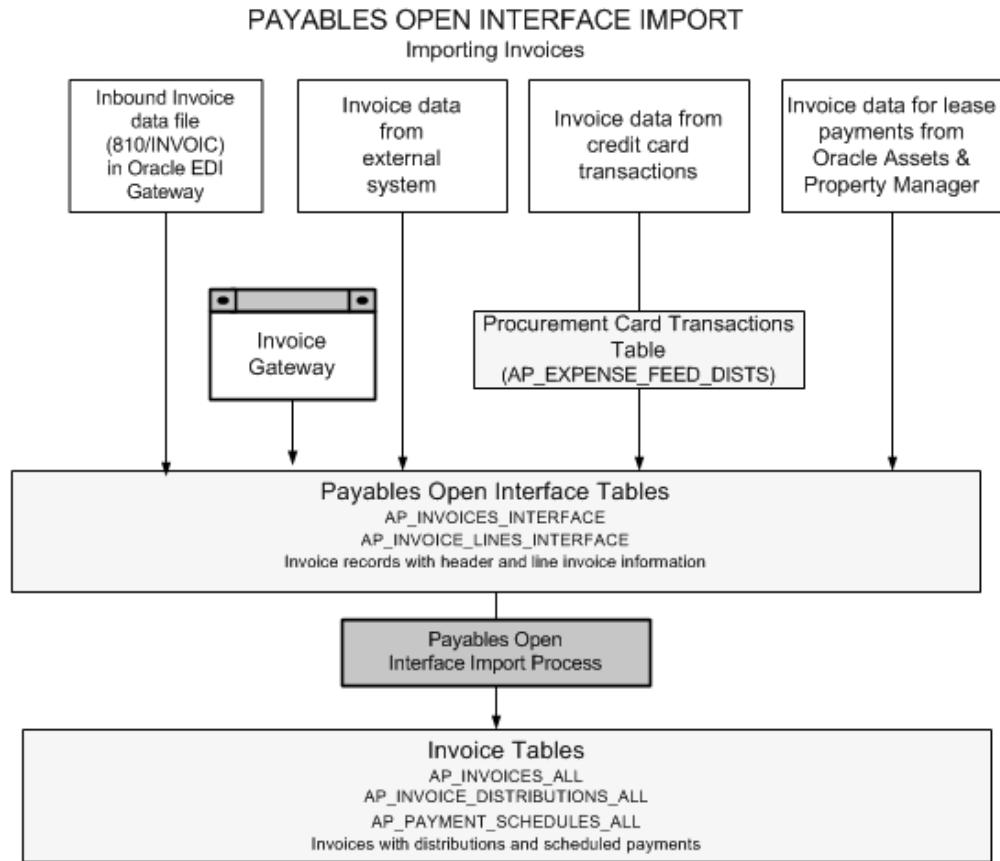 PAYABLES OPEN INTERFACE IMPORT
Importing Invoices
Inbound Invoice
data file
(810/INVOIC)
in Oracle EDI
Gateway
Invoice data
from
external
system
Invoice data from
credit card
transactions
Invoice data for lease
payments from
Oracle Assets &
Property Manager
Invoice
Gateway
Procurement Card Transactions
Table
(AP_EXPENSE_FEED_DISTS)
Payables Open Interface Tables
AP_INVOICES_INTERFACE
AP_INVOICE_LINES_INTERFACE
Invoice records with header and line invoice information
Payables Open
Interface Import Process
Invoice Tables
AP_INVOICES_ALL
AP_INVOICE_DISTRIBUTIONS_ALL
AP_PAYMENT_SCHEDULES_ALL
Invoices with distributions and scheduled payments